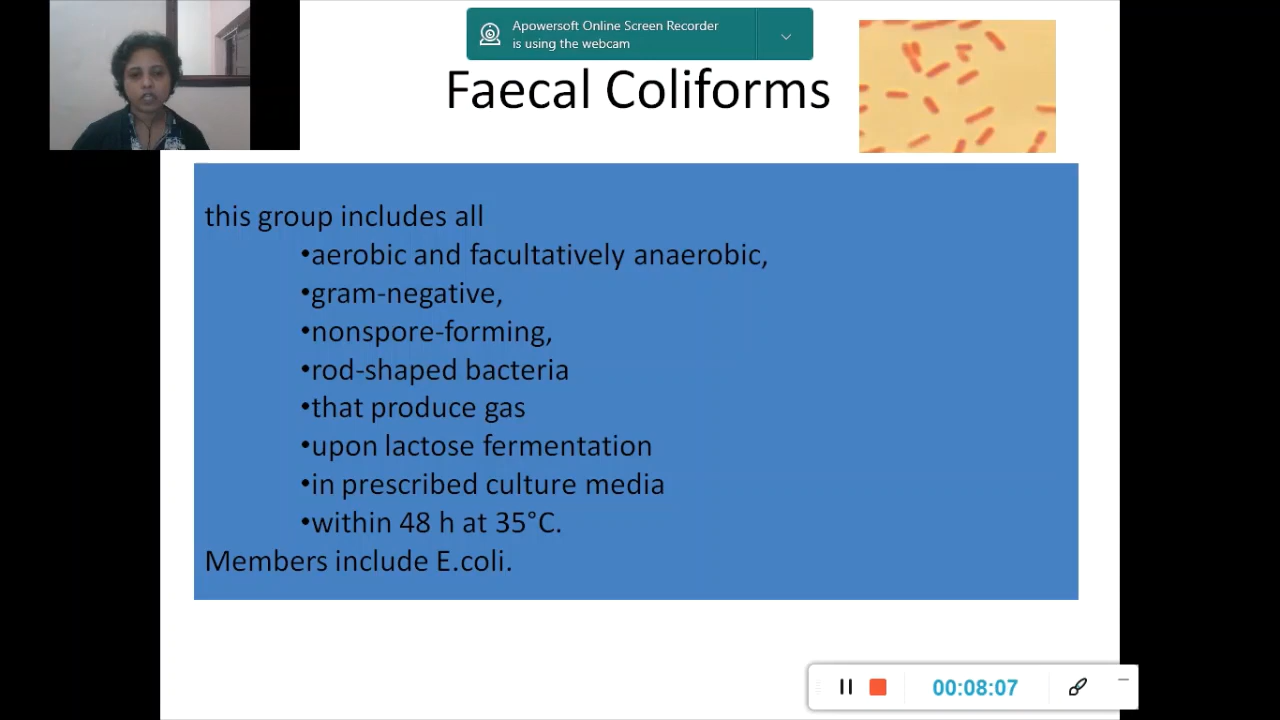 Apowersoft Online Screen Recorder
is using the webcam
Faecal Coliforms
this group includes all
•aerobic and facultatively anaerobic,
•gram-negative,
•nonspore-forming,
•rod-shaped bacteria
•that produce gas
•upon lactose fermentation
•in prescribed culture media
•within 48 h at 35°C.
Members include E.coli.
00:08:07